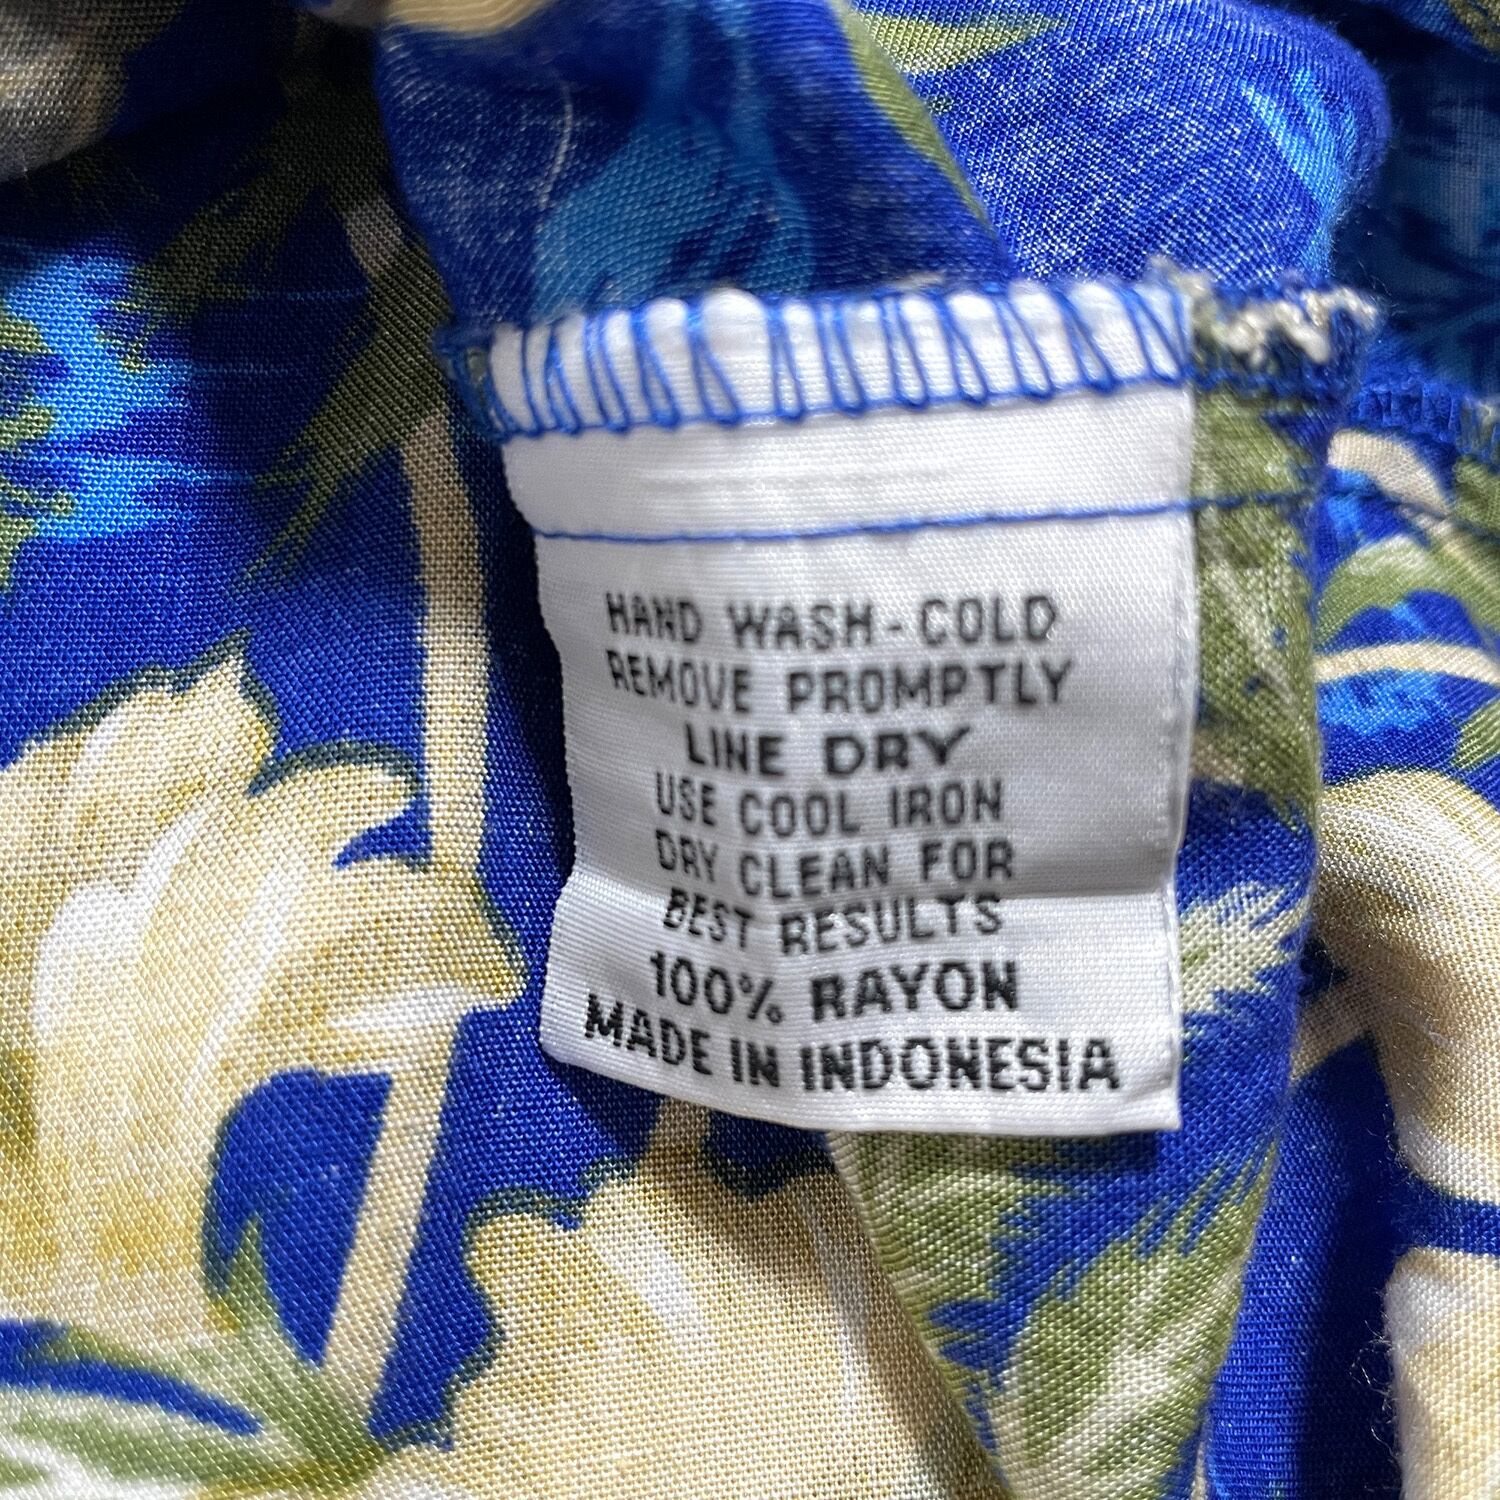 HAND WASH-COLD
REMOVE PROMPTLY
LINE DRY
USE COOL IRON
DRY CLEAN FOR
BEST RESULTS
100% RAYON
MADE IN INDONESIA